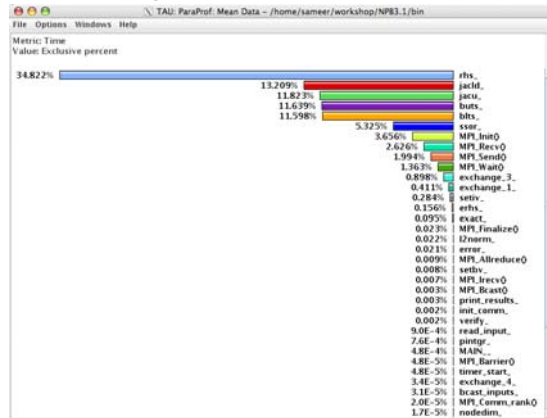 TAU: ParaProf: Mean Data – /home/sameer/workshop/NPB3.1/bin
File Options Windows Help
Metric: Time
Value: Exclusive percent
34.822% rhs_
13.209% jacld_
11.823% jacu_
11.639% buts_
11.598% blts_
5.325% ssor_
3.656% MPI_Init()
2.626% MPI_Recv()
1.994% MPI_Send()
1.363% MPI_Wait()
0.898% exchange_3_
0.411% exchange_1_
0.284% setiv_
0.156% erhs_
0.095% exact_
0.023% MPI_Finalize()
0.022% l2norm_
0.021% error_
0.009% MPI_Allreduce()
0.008% setbv_
0.007% MPI_Irecv()
0.003% MPI_Bcast()
0.003% print_results_
0.002% init_comm_
0.002% verify_
9.0E-4% read_input_
7.6E-4% pintgr_
4.8E-4% MAIN__
4.8E-5% MPI_Barrier()
4.8E-5% timer_start_
3.4E-5% exchange_4_
3.1E-5% bcast_inputs_
2.0E-5% MPI_Comm_rank()
1.7E-5% nodedim_